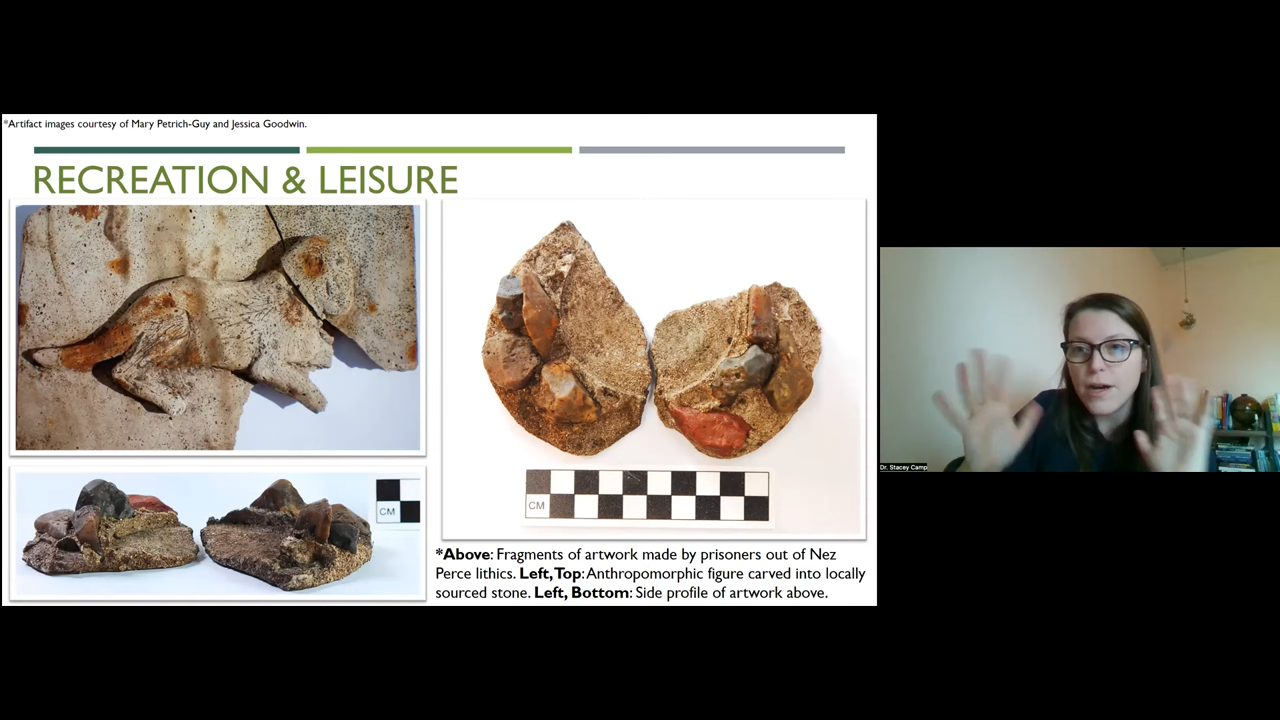 *Artifact images courtesy of Mary Petrich-Guy and Jessica Goodwin.
RECREATION & LEISURE
CM
CM
*Above: Fragments of artwork made by prisoners out of Nez
Perce lithics. Left, Top: Anthropomorphic figure carved into locally
sourced stone. Left, Bottom: Side profile of artwork above.
Dr. Stacey Camp